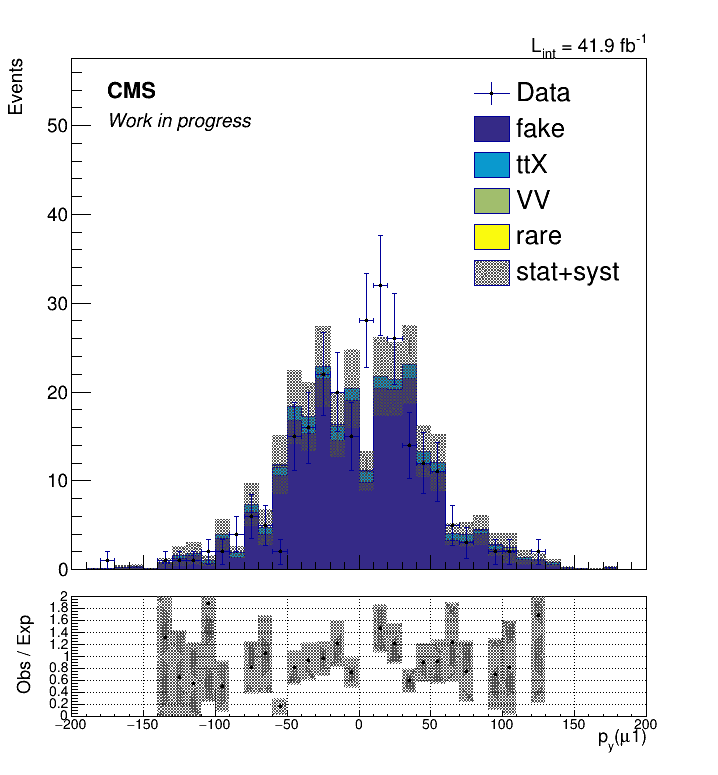 L_int = 41.9 fb^-1
Events
CMS
Work in progress
Data
fake
ttX
VV
rare
stat+syst
50
40
30
20
10
0
Obs / Exp
2
1.8
1.6
1.4
1.2
1
0.8
0.6
0.4
0.2
0
−200 −150 −100 −50 0 50 100 150 200
p_y(μ1)